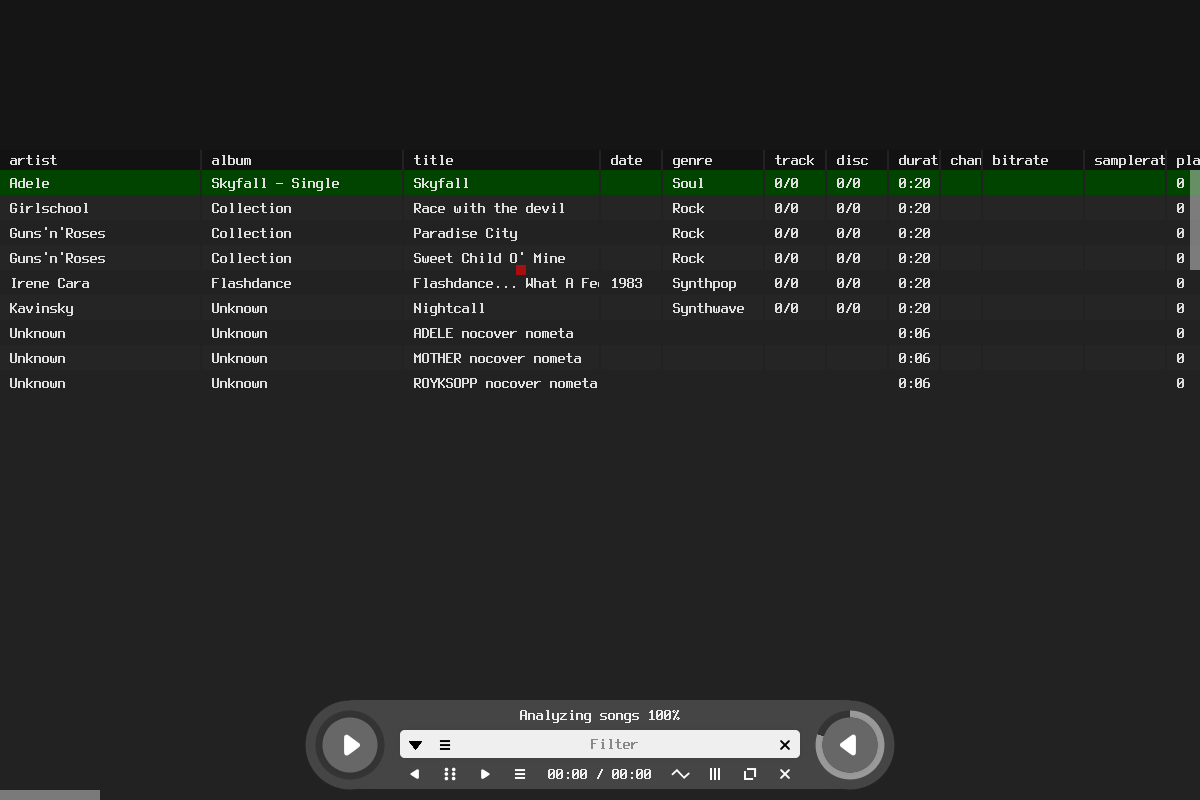 artist album title date genre track disc durat chan bitrate samplerat pla
Adele Skyfall - Single Skyfall Soul 0/0 0/0 0:20 0
Girlschool Collection Race with the devil Rock 0/0 0/0 0:20 0
Guns'n'Roses Collection Paradise City Rock 0/0 0/0 0:20 0
Guns'n'Roses Collection Sweet Child O' Mine Rock 0/0 0/0 0:20 0
Irene Cara Flashdance Flashdance... What A Fee 1983 Synthpop 0/0 0/0 0:20 0
Kavinsky Unknown Nightcall Synthwave 0/0 0/0 0:20 0
Unknown Unknown ADELE nocover nometa 0:06 0
Unknown Unknown MOTHER nocover nometa 0:06 0
Unknown Unknown ROYKSOPP nocover nometa 0:06 0
Analyzing songs 100%
Filter
00:00 / 00:00